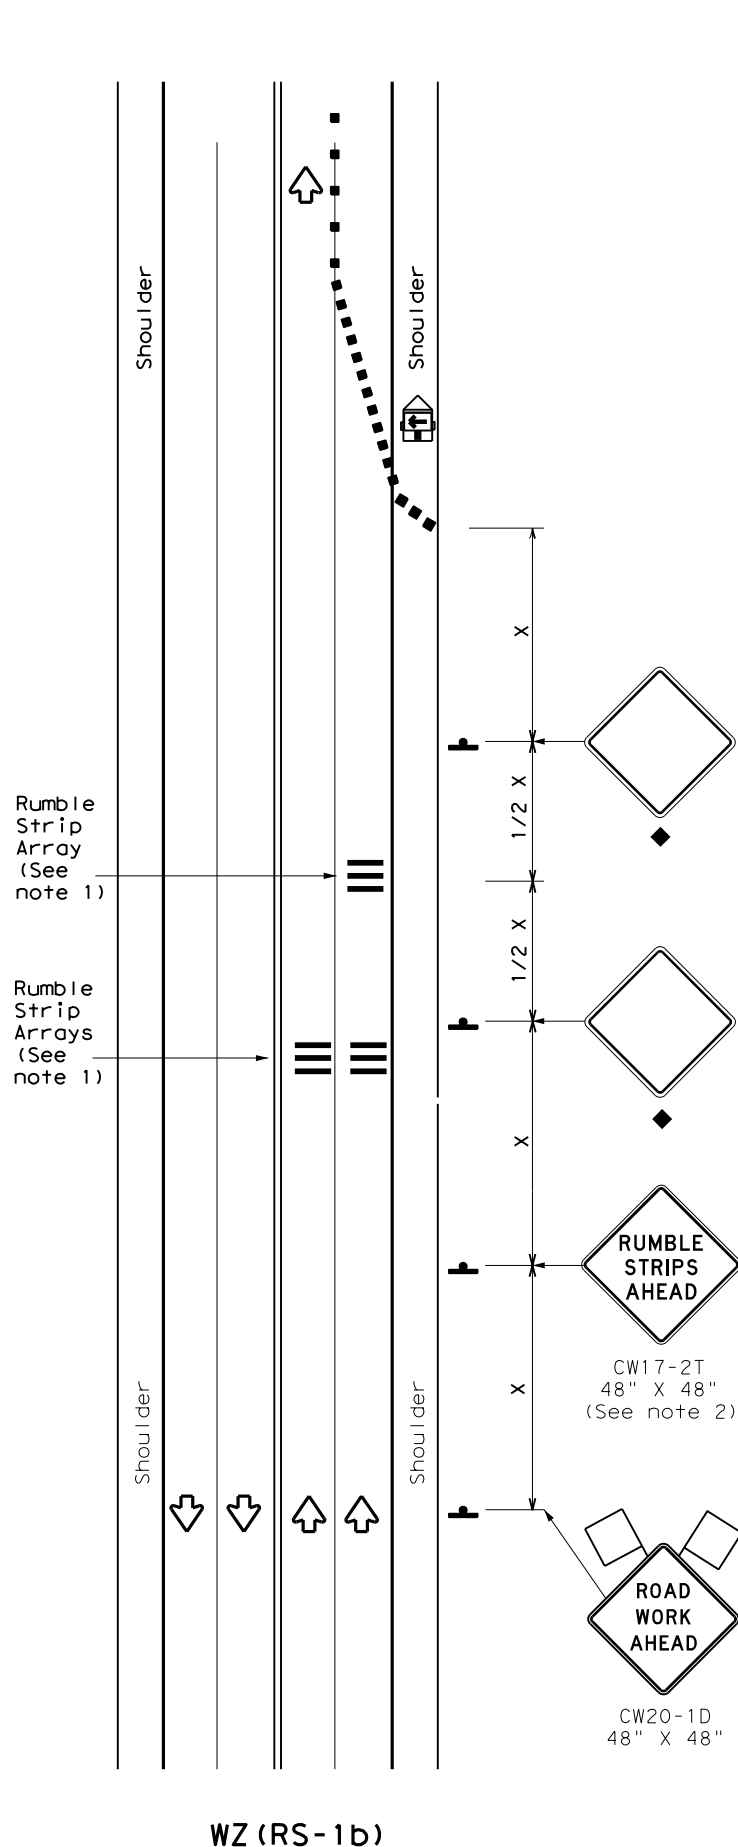 Shoulder
Shoulder
X
1/2 X
Rumble
Strip
Array
(See
note 1)
1/2 X
Rumble
Strip
Arrays
(See
note 1)
X
RUMBLE
STRIPS
AHEAD
CW17-2T
48" X 48"
(See note 2)
X
Shoulder
Shoulder
ROAD
WORK
AHEAD
CW20-1D
48" X 48"
WZ(RS-1b)